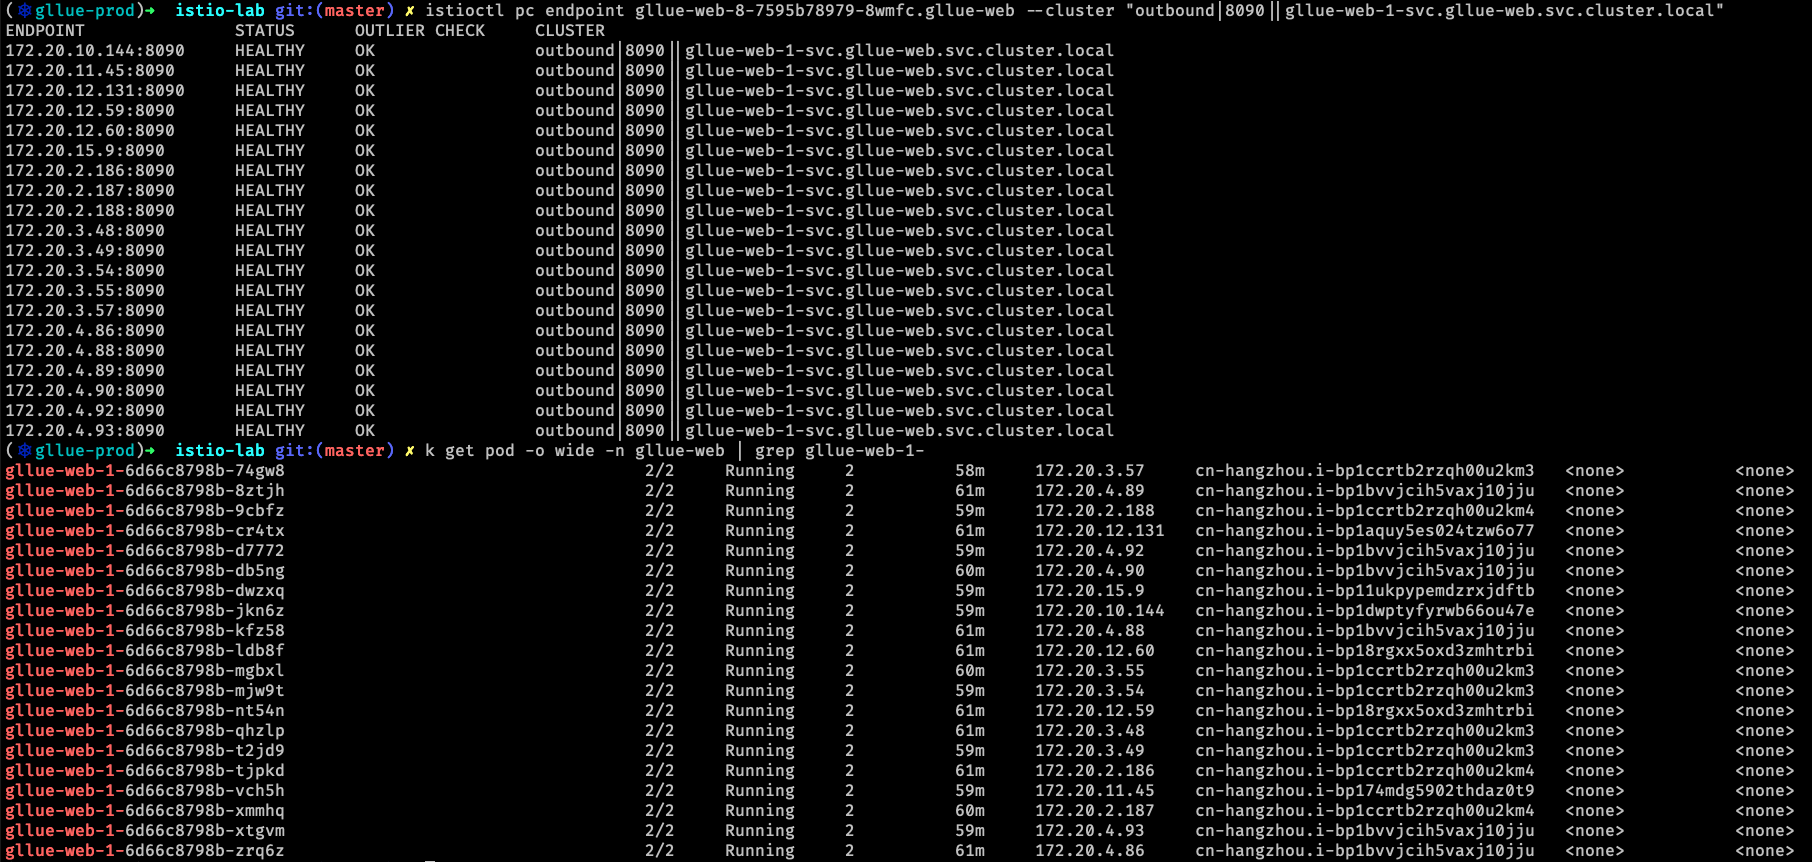 (⎈gllue-prod)➜  istio-lab git:(master) ✗ istioctl pc endpoint gllue-web-8-7595b78979-8wmfc.gllue-web --cluster "outbound|8090||gllue-web-1-svc.gllue-web.svc.cluster.local"
ENDPOINT STATUS OUTLIER CHECK CLUSTER
172.20.10.144:8090 HEALTHY OK outbound|8090||gllue-web-1-svc.gllue-web.svc.cluster.local
172.20.11.45:8090 HEALTHY OK outbound|8090||gllue-web-1-svc.gllue-web.svc.cluster.local
172.20.12.131:8090 HEALTHY OK outbound|8090||gllue-web-1-svc.gllue-web.svc.cluster.local
172.20.12.59:8090 HEALTHY OK outbound|8090||gllue-web-1-svc.gllue-web.svc.cluster.local
172.20.12.60:8090 HEALTHY OK outbound|8090||gllue-web-1-svc.gllue-web.svc.cluster.local
172.20.15.9:8090 HEALTHY OK outbound|8090||gllue-web-1-svc.gllue-web.svc.cluster.local
172.20.2.186:8090 HEALTHY OK outbound|8090||gllue-web-1-svc.gllue-web.svc.cluster.local
172.20.2.187:8090 HEALTHY OK outbound|8090||gllue-web-1-svc.gllue-web.svc.cluster.local
172.20.2.188:8090 HEALTHY OK outbound|8090||gllue-web-1-svc.gllue-web.svc.cluster.local
172.20.3.48:8090 HEALTHY OK outbound|8090||gllue-web-1-svc.gllue-web.svc.cluster.local
172.20.3.49:8090 HEALTHY OK outbound|8090||gllue-web-1-svc.gllue-web.svc.cluster.local
172.20.3.54:8090 HEALTHY OK outbound|8090||gllue-web-1-svc.gllue-web.svc.cluster.local
172.20.3.55:8090 HEALTHY OK outbound|8090||gllue-web-1-svc.gllue-web.svc.cluster.local
172.20.3.57:8090 HEALTHY OK outbound|8090||gllue-web-1-svc.gllue-web.svc.cluster.local
172.20.4.86:8090 HEALTHY OK outbound|8090||gllue-web-1-svc.gllue-web.svc.cluster.local
172.20.4.88:8090 HEALTHY OK outbound|8090||gllue-web-1-svc.gllue-web.svc.cluster.local
172.20.4.89:8090 HEALTHY OK outbound|8090||gllue-web-1-svc.gllue-web.svc.cluster.local
172.20.4.90:8090 HEALTHY OK outbound|8090||gllue-web-1-svc.gllue-web.svc.cluster.local
172.20.4.92:8090 HEALTHY OK outbound|8090||gllue-web-1-svc.gllue-web.svc.cluster.local
172.20.4.93:8090 HEALTHY OK outbound|8090||gllue-web-1-svc.gllue-web.svc.cluster.local
(⎈gllue-prod)➜  istio-lab git:(master) ✗ k get pod -o wide -n gllue-web | grep gllue-web-1-
gllue-web-1-6d66c8798b-74gw8 2/2 Running 2 58m 172.20.3.57 cn-hangzhou.i-bp1ccrtb2rzqh00u2km3 <none> <none>
gllue-web-1-6d66c8798b-8ztjh 2/2 Running 2 61m 172.20.4.89 cn-hangzhou.i-bp1bvvjcih5vaxj10jju <none> <none>
gllue-web-1-6d66c8798b-9cbfz 2/2 Running 2 59m 172.20.2.188 cn-hangzhou.i-bp1ccrtb2rzqh00u2km4 <none> <none>
gllue-web-1-6d66c8798b-cr4tx 2/2 Running 2 61m 172.20.12.131 cn-hangzhou.i-bp1aquy5es024tzw6o77 <none> <none>
gllue-web-1-6d66c8798b-d7772 2/2 Running 2 59m 172.20.4.92 cn-hangzhou.i-bp1bvvjcih5vaxj10jju <none> <none>
gllue-web-1-6d66c8798b-db5ng 2/2 Running 2 60m 172.20.4.90 cn-hangzhou.i-bp1bvvjcih5vaxj10jju <none> <none>
gllue-web-1-6d66c8798b-dwzxq 2/2 Running 2 59m 172.20.15.9 cn-hangzhou.i-bp11ukpypemdzrxjdftb <none> <none>
gllue-web-1-6d66c8798b-jkn6z 2/2 Running 2 59m 172.20.10.144 cn-hangzhou.i-bp1dwptyfyrwb66ou47e <none> <none>
gllue-web-1-6d66c8798b-kfz58 2/2 Running 2 61m 172.20.4.88 cn-hangzhou.i-bp1bvvjcih5vaxj10jju <none> <none>
gllue-web-1-6d66c8798b-ldb8f 2/2 Running 2 61m 172.20.12.60 cn-hangzhou.i-bp18rgxx5oxd3zmhtrbi <none> <none>
gllue-web-1-6d66c8798b-mgbxl 2/2 Running 2 60m 172.20.3.55 cn-hangzhou.i-bp1ccrtb2rzqh00u2km3 <none> <none>
gllue-web-1-6d66c8798b-mjw9t 2/2 Running 2 59m 172.20.3.54 cn-hangzhou.i-bp1ccrtb2rzqh00u2km3 <none> <none>
gllue-web-1-6d66c8798b-nt54n 2/2 Running 2 61m 172.20.12.59 cn-hangzhou.i-bp18rgxx5oxd3zmhtrbi <none> <none>
gllue-web-1-6d66c8798b-qhzlp 2/2 Running 2 61m 172.20.3.48 cn-hangzhou.i-bp1ccrtb2rzqh00u2km3 <none> <none>
gllue-web-1-6d66c8798b-t2jd9 2/2 Running 2 59m 172.20.3.49 cn-hangzhou.i-bp1ccrtb2rzqh00u2km3 <none> <none>
gllue-web-1-6d66c8798b-tjpkd 2/2 Running 2 61m 172.20.2.186 cn-hangzhou.i-bp1ccrtb2rzqh00u2km4 <none> <none>
gllue-web-1-6d66c8798b-vch5h 2/2 Running 2 59m 172.20.11.45 cn-hangzhou.i-bp174mdg5902thdaz0t9 <none> <none>
gllue-web-1-6d66c8798b-xmmhq 2/2 Running 2 60m 172.20.2.187 cn-hangzhou.i-bp1ccrtb2rzqh00u2km4 <none> <none>
gllue-web-1-6d66c8798b-xtgvm 2/2 Running 2 59m 172.20.4.93 cn-hangzhou.i-bp1bvvjcih5vaxj10jju <none> <none>
gllue-web-1-6d66c8798b-zrq6z 2/2 Running 2 61m 172.20.4.86 cn-hangzhou.i-bp1bvvjcih5vaxj10jju <none> <none>